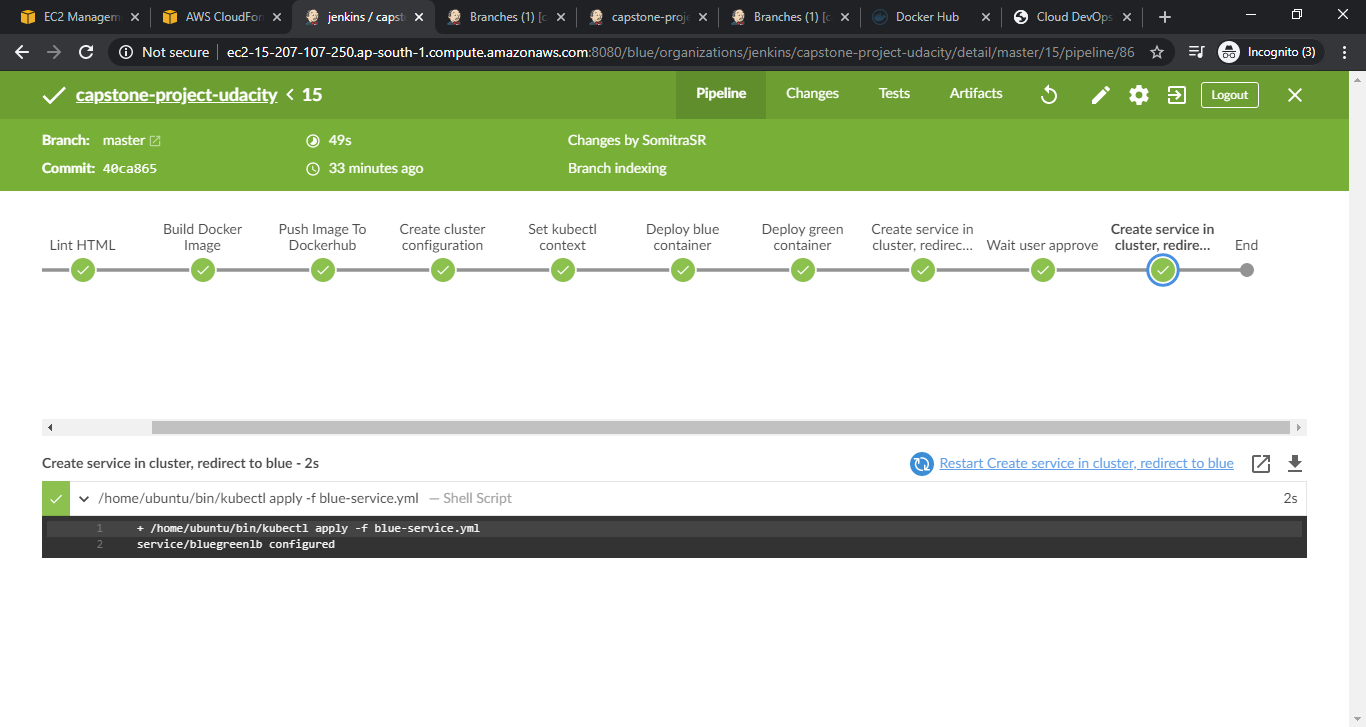 EC2 Managem
AWS CloudFor
jenkins / capst
Branches (1) [c
capstone-proje
Branches (1) [c
Docker Hub
Cloud DevOps
Not secure
ec2-15-207-107-250.ap-south-1.compute.amazonaws.com:8080/blue/organizations/jenkins/capstone-project-udacity/detail/master/15/pipeline/86
Incognito (3)
capstone-project-udacity < 15
Pipeline
Changes
Tests
Artifacts
Logout
Branch: master
49s
Changes by SomitraSR
Commit: 40ca865
33 minutes ago
Branch indexing
Lint HTML
Build Docker
Image
Push Image To
Dockerhub
Create cluster
configuration
Set kubectl
context
Deploy blue
container
Deploy green
container
Create service in
cluster, redirec...
Wait user approve
Create service in
cluster, redire...
End
Create service in cluster, redirect to blue - 2s
Restart Create service in cluster, redirect to blue
/home/ubuntu/bin/kubectl apply -f blue-service.yml — Shell Script
2s
1 + /home/ubuntu/bin/kubectl apply -f blue-service.yml
2 service/bluegreenlb configured